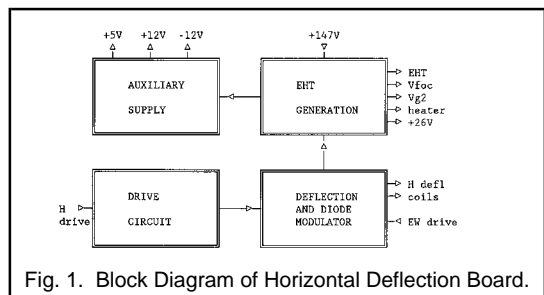 +5V +12V -12V +147V
AUXILIARY
SUPPLY
EHT
GENERATION
EHT
Vfoc
Vg2
heater
+26V
H
drive
DRIVE
CIRCUIT
DEFLECTION
AND DIODE
MODULATOR
H defl
coils
EW drive
Fig. 1. Block Diagram of Horizontal Deflection Board.